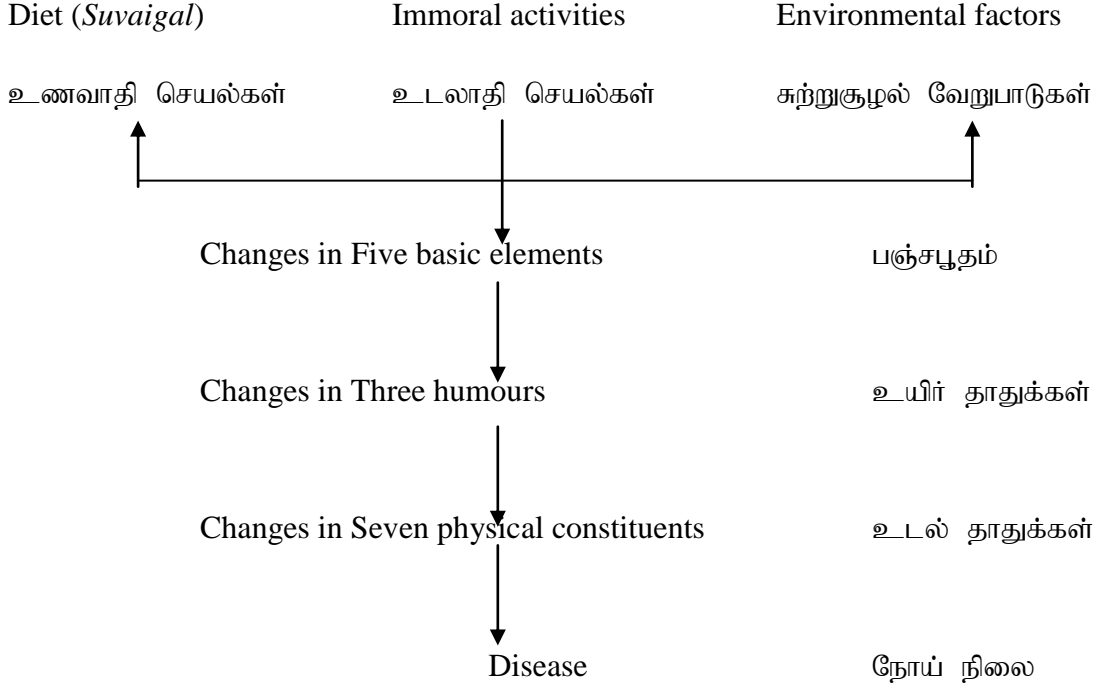 Diet (Suvaigal) Immoral activities Environmental factors
உணவாதி செயல்கள் உடலாதி செயல்கள் சுற்றுசூழல் வேறுபாடுகள்
Changes in Five basic elements பஞ்சபூதம்
Changes in Three humours உயிர் தாதுக்கள்
Changes in Seven physical constituents உடல் தாதுக்கள்
Disease நோய் நிலை